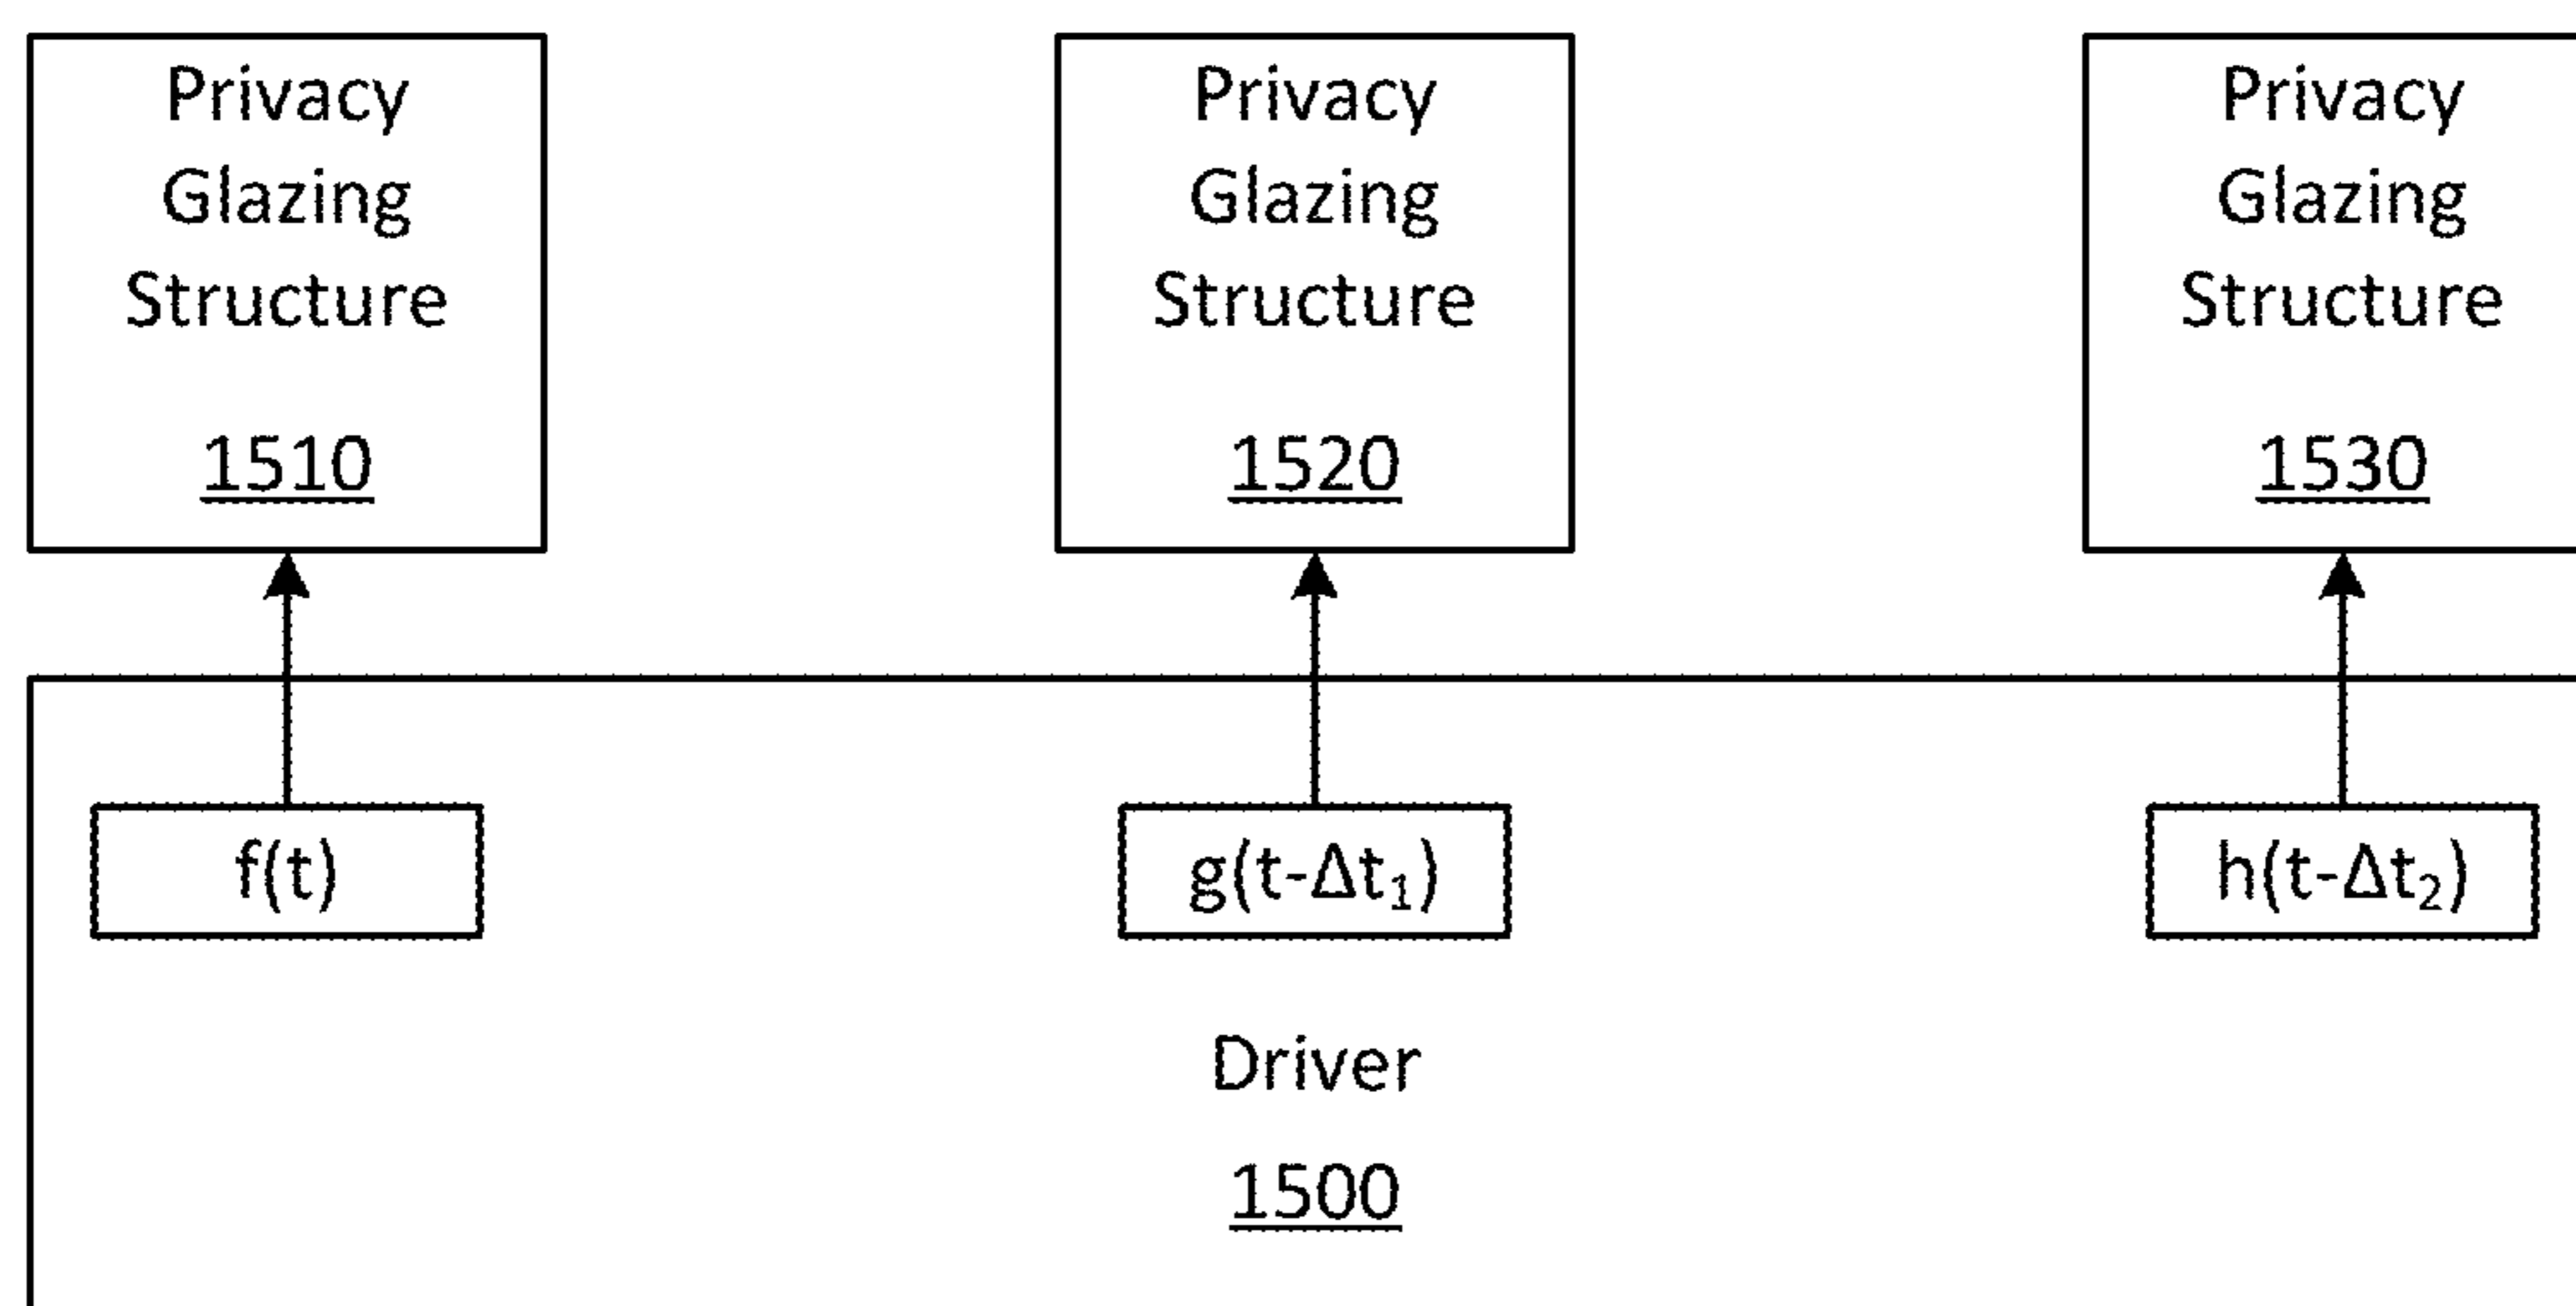 Privacy
Glazing
Structure
1510
Privacy
Glazing
Structure
1520
Privacy
Glazing
Structure
1530
f(t)
g(t-Δt₁)
h(t-Δt₂)
Driver
1500